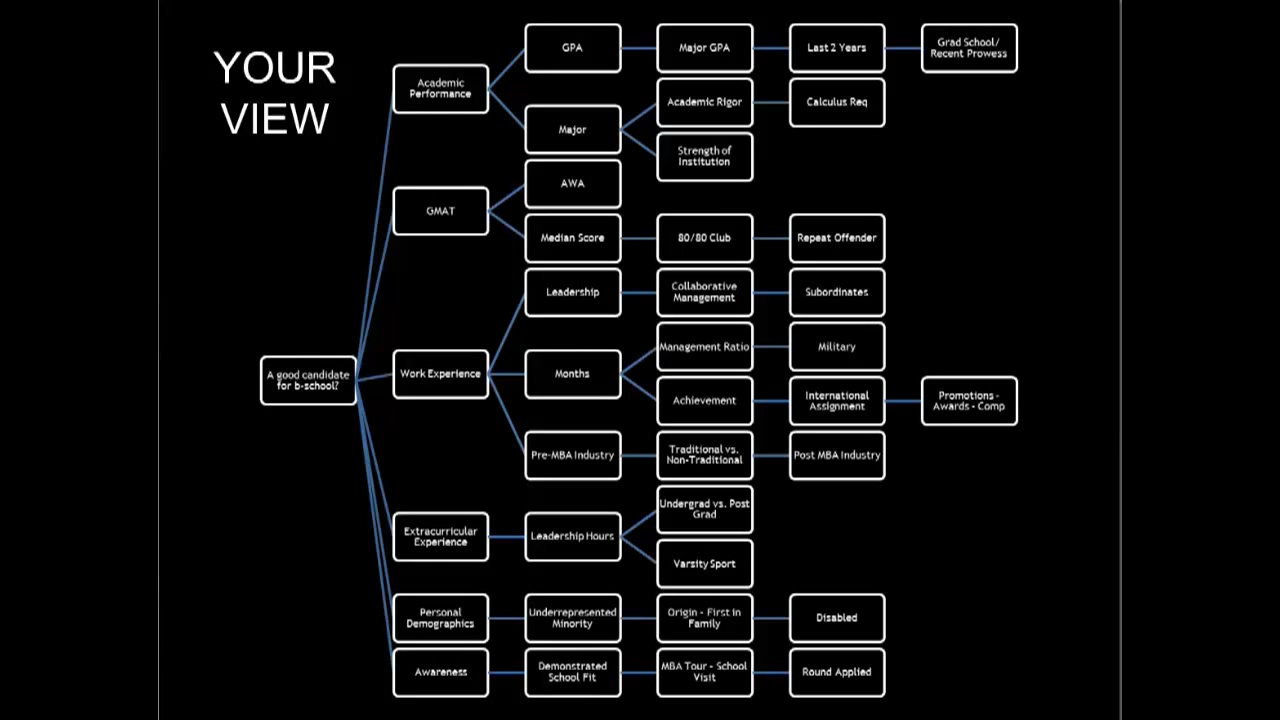 YOUR
VIEW
GPA
Major GPA
Last 2 Years
Grad School/
Recent Prowess
Academic
Performance
Academic Rigor
Calculus Req
Major
Strength of
Institution
AWA
GMAT
Median Score
80/80 Club
Repeat Offender
Leadership
Collaborative
Management
Subordinates
Management Ratio
Military
A good candidate
for b-school?
Work Experience
Months
Achievement
International
Assignment
Promotions -
Awards - Comp
Pre-MBA Industry
Traditional vs.
Non-Traditional
Post MBA Industry
Undergrad vs. Post
Grad
Extracurricular
Experience
Leadership Hours
Varsity Sport
Personal
Demographics
Underrepresented
Minority
Origin - First in
Family
Disabled
Awareness
Demonstrated
School Fit
MBA Tour - School
Visit
Round Applied